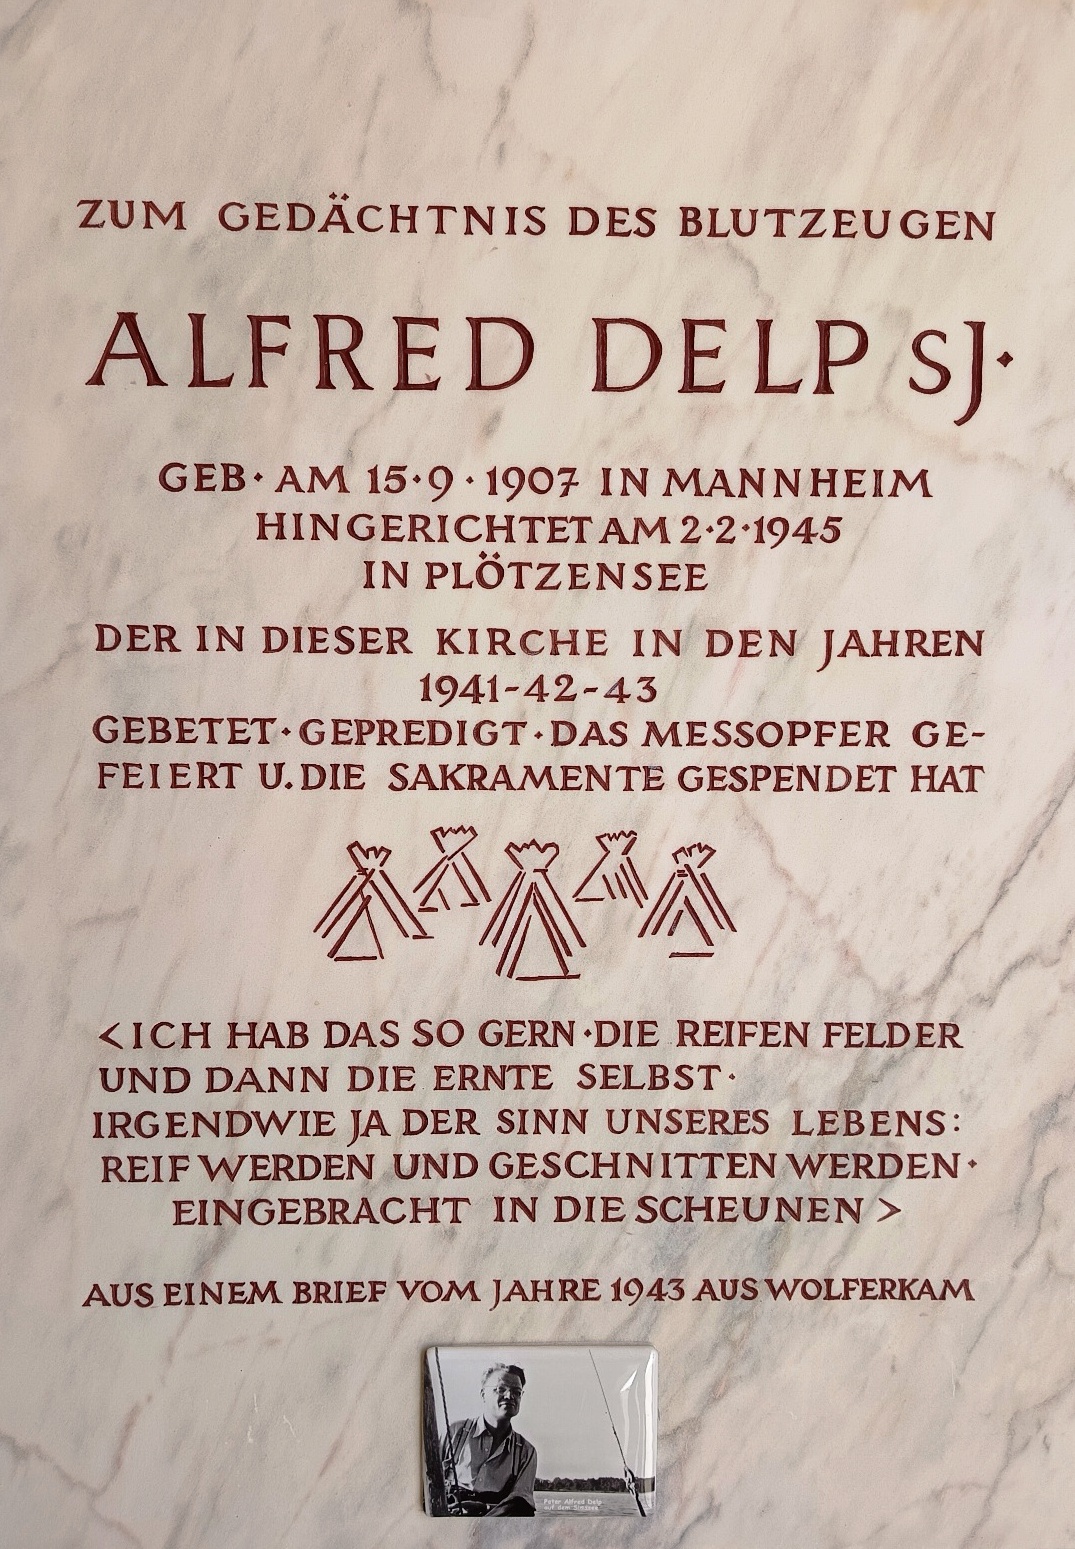 ZUM GEDÄCHTNIS DES BLUTZEUGEN
ALFRED DELP SJ·
GEB· AM 15·9·1907 IN MANNHEIM
HINGERICHTET AM 2·2·1945
IN PLÖTZENSEE
DER IN DIESER KIRCHE IN DEN JAHREN
1941-42-43
GEBETET·GEPREDIGT·DAS MESSOPFER GE-
FEIERT U. DIE SAKRAMENTE GESPENDET HAT
<ICH HAB DAS SO GERN·DIE REIFEN FELDER
UND DANN DIE ERNTE SELBST·
IRGENDWIE JA DER SINN UNSERES LEBENS:
REIF WERDEN UND GESCHNITTEN WERDEN·
EINGEBRACHT IN DIE SCHEUNEN>
AUS EINEM BRIEF VOM JAHRE 1943 AUS WOLFERKAM
Pater Alfred Delp
auf dem Simssee